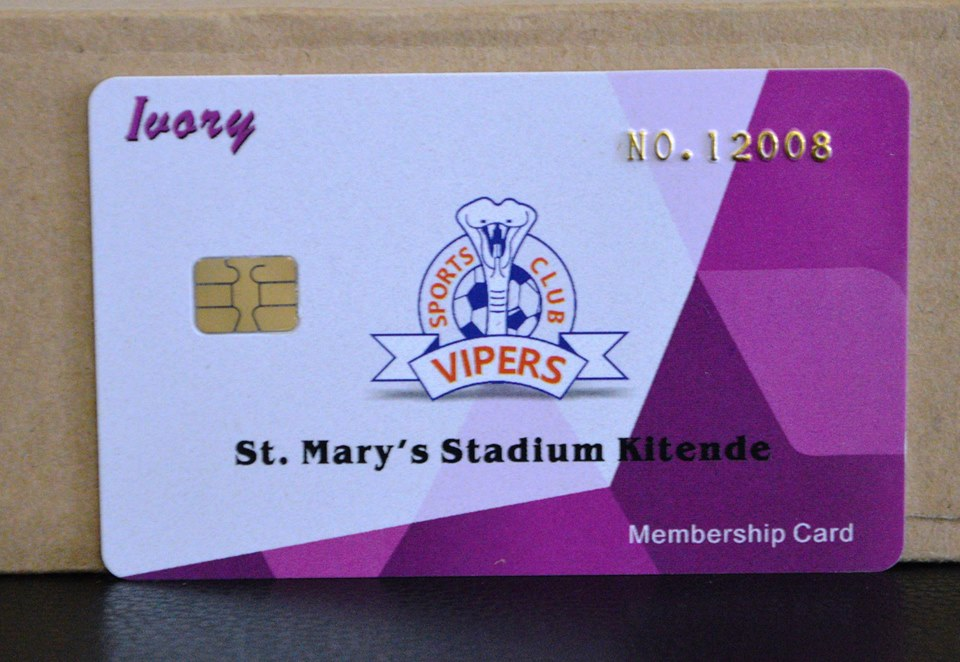 Ivory
NO.12008
SPORTS CLUB
VIPERS
St. Mary's Stadium Kitende
Membership Card